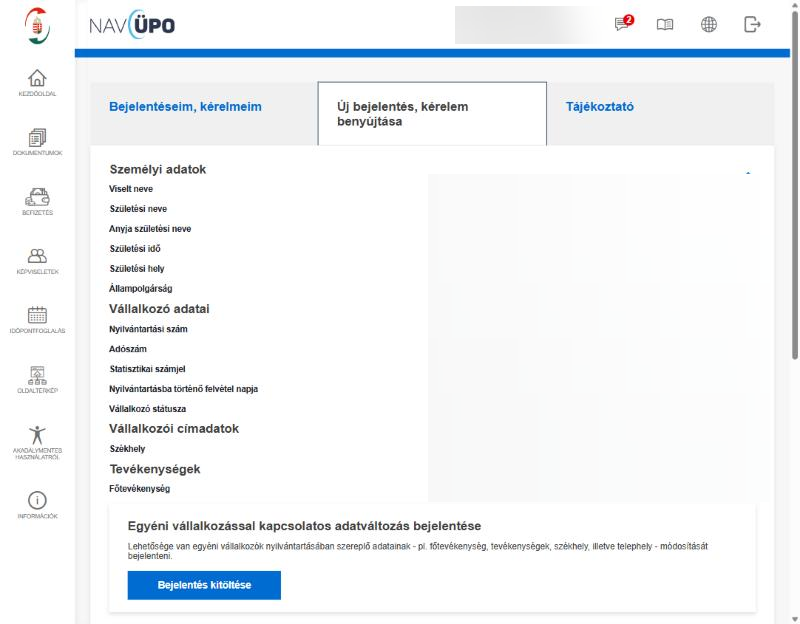 NAV ÜPO
2
KEZDŐOLDAL
DOKUMENTUMOK
BEFIZETÉS
KÉPVISELETEK
IDŐPONTFOGLALÁS
OLDALTÉRKÉP
AKADÁLYMENTES
HASZNÁLATRÓL
INFORMÁCIÓK
Bejelentéseim, kérelmeim
Új bejelentés, kérelem
benyújtása
Tájékoztató
Személyi adatok
Viselt neve
Születési neve
Anyja születési neve
Születési idő
Születési hely
Állampolgárság
Vállalkozó adatai
Nyilvántartási szám
Adószám
Statisztikai számjel
Nyilvántartásba történő felvétel napja
Vállalkozó státusza
Vállalkozói címadatok
Székhely
Tevékenységek
Főtevékenység
Egyéni vállalkozással kapcsolatos adatváltozás bejelentése
Lehetősége van egyéni vállalkozók nyilvántartásában szereplő adatainak - pl. főtevékenység, tevékenységek, székhely, illetve telephely - módosítását
bejelenteni.
Bejelentés kitöltése